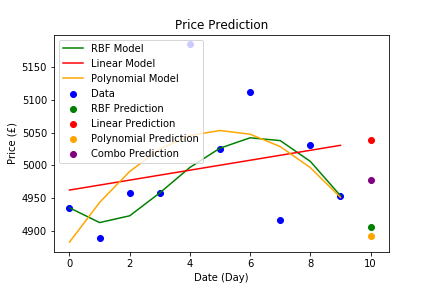 Price Prediction
RBF Model
Linear Model
Polynomial Model
Data
RBF Prediction
Linear Prediction
Polynomial Prediction
Combo Prediction
Price (£)
5150
5100
5050
5000
4950
4900
0 2 4 6 8 10
Date (Day)